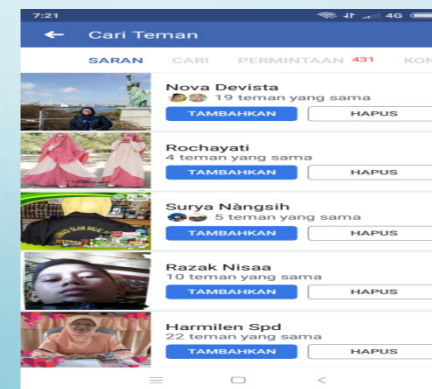 7:21
4G
Cari Teman
SARAN CARI PERMINTAAN 431 KON
Nova Devista
19 teman yang sama
TAMBAHKAN HAPUS
Rochayati
4 teman yang sama
TAMBAHKAN HAPUS
Surya Nàngsih
5 teman yang sama
TAMBAHKAN HAPUS
Razak Nisaa
10 teman yang sama
TAMBAHKAN HAPUS
Harmilen Spd
22 teman yang sama
TAMBAHKAN HAPUS